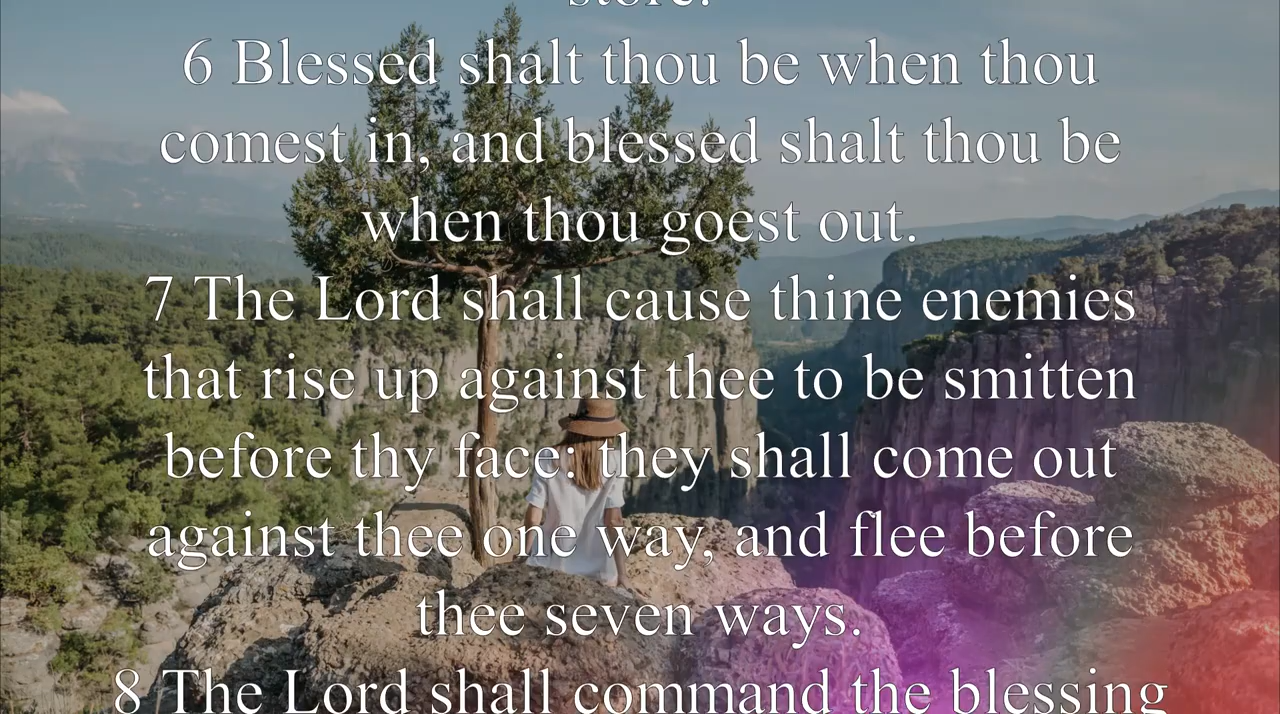 store.
6 Blessed shalt thou be when thou
comest in, and blessed shalt thou be
when thou goest out.
7 The Lord shall cause thine enemies
that rise up against thee to be smitten
before thy face: they shall come out
against thee one way, and flee before
thee seven ways.
8 The Lord shall command the blessing